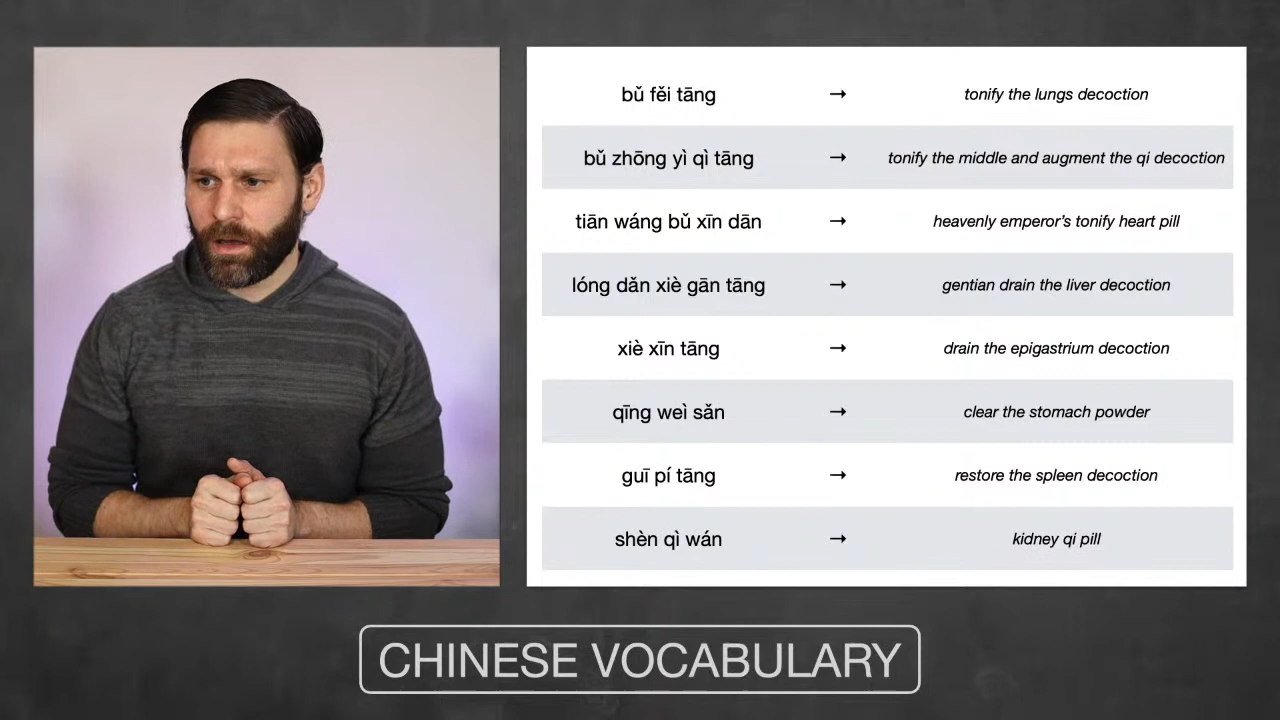 bǔ fěi tāng → tonify the lungs decoction
bǔ zhōng yì qì tāng → tonify the middle and augment the qi decoction
tiān wáng bǔ xīn dān → heavenly emperor’s tonify heart pill
lóng dǎn xiè gān tāng → gentian drain the liver decoction
xiè xīn tāng → drain the epigastrium decoction
qīng weì sǎn → clear the stomach powder
guī pí tāng → restore the spleen decoction
shèn qì wán → kidney qi pill
CHINESE VOCABULARY